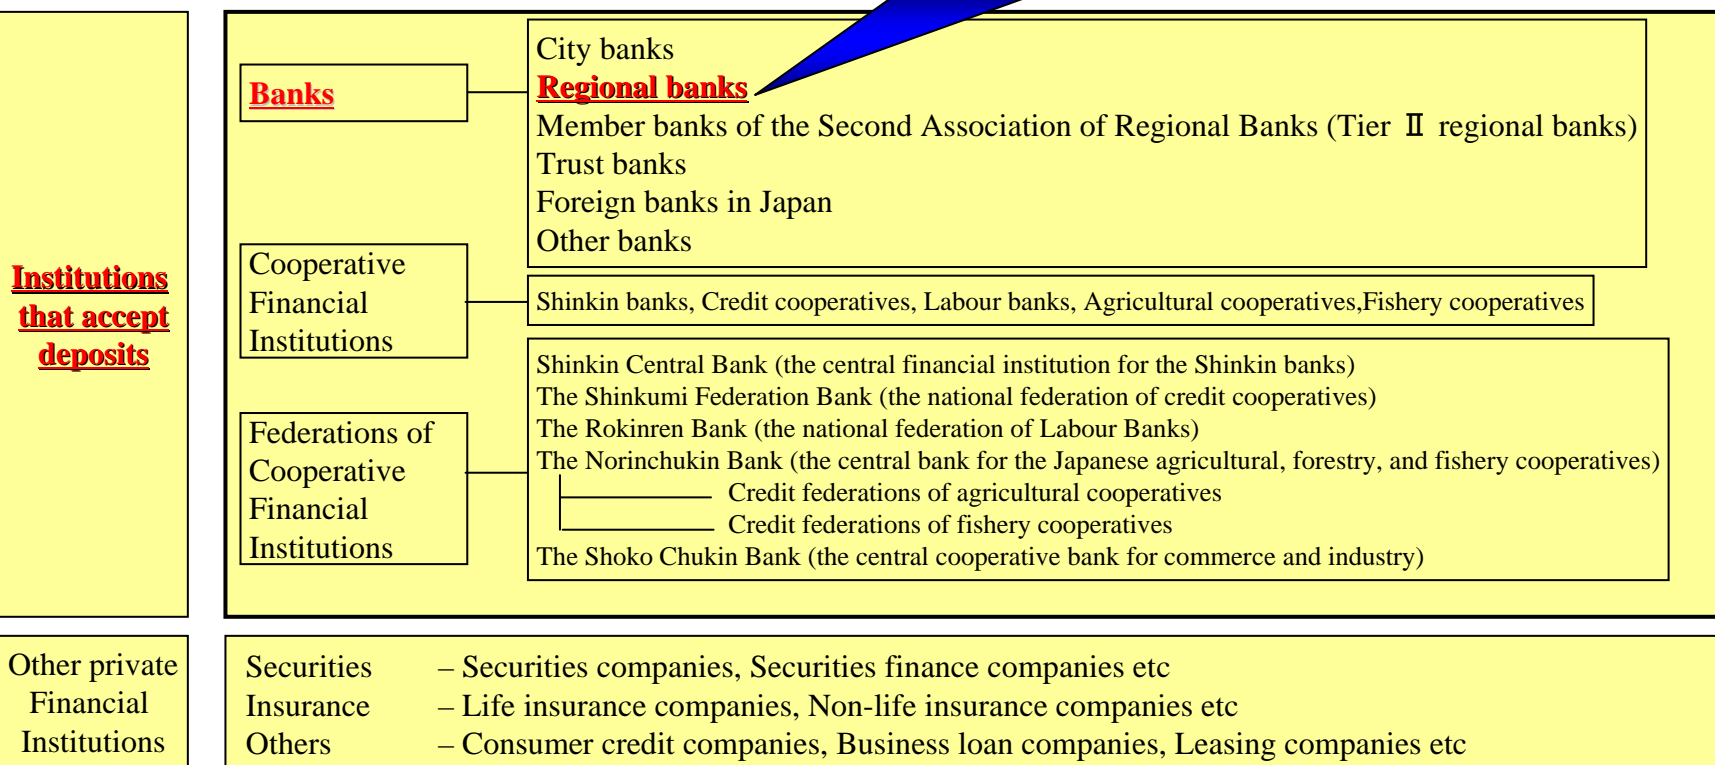 Institutions
that accept
deposits
Banks
City banks
Regional banks
Member banks of the Second Association of Regional Banks (Tier Ⅱ regional banks)
Trust banks
Foreign banks in Japan
Other banks
Cooperative
Financial
Institutions
Shinkin banks, Credit cooperatives, Labour banks, Agricultural cooperatives,Fishery cooperatives
Federations of
Cooperative
Financial
Institutions
Shinkin Central Bank (the central financial institution for the Shinkin banks)
The Shinkumi Federation Bank (the national federation of credit cooperatives)
The Rokinren Bank (the national federation of Labour Banks)
The Norinchukin Bank (the central bank for the Japanese agricultural, forestry, and fishery cooperatives)
Credit federations of agricultural cooperatives
Credit federations of fishery cooperatives
The Shoko Chukin Bank (the central cooperative bank for commerce and industry)
Other private
Financial
Institutions
Securities – Securities companies, Securities finance companies etc
Insurance – Life insurance companies, Non-life insurance companies etc
Others – Consumer credit companies, Business loan companies, Leasing companies etc